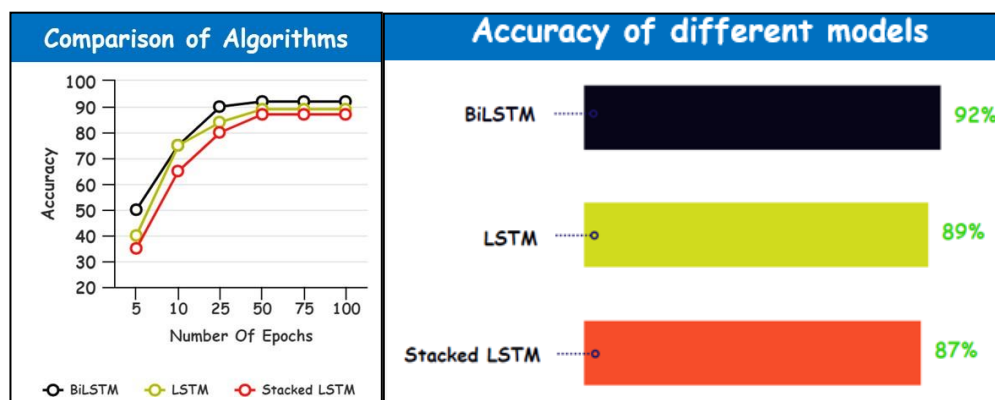 Comparison of Algorithms
100
90
80
70
60
50
40
30
20
Accuracy
5 10 25 50 75 100
Number Of Epochs
BiLSTM LSTM Stacked LSTM
Accuracy of different models
BiLSTM 92%
LSTM 89%
Stacked LSTM 87%